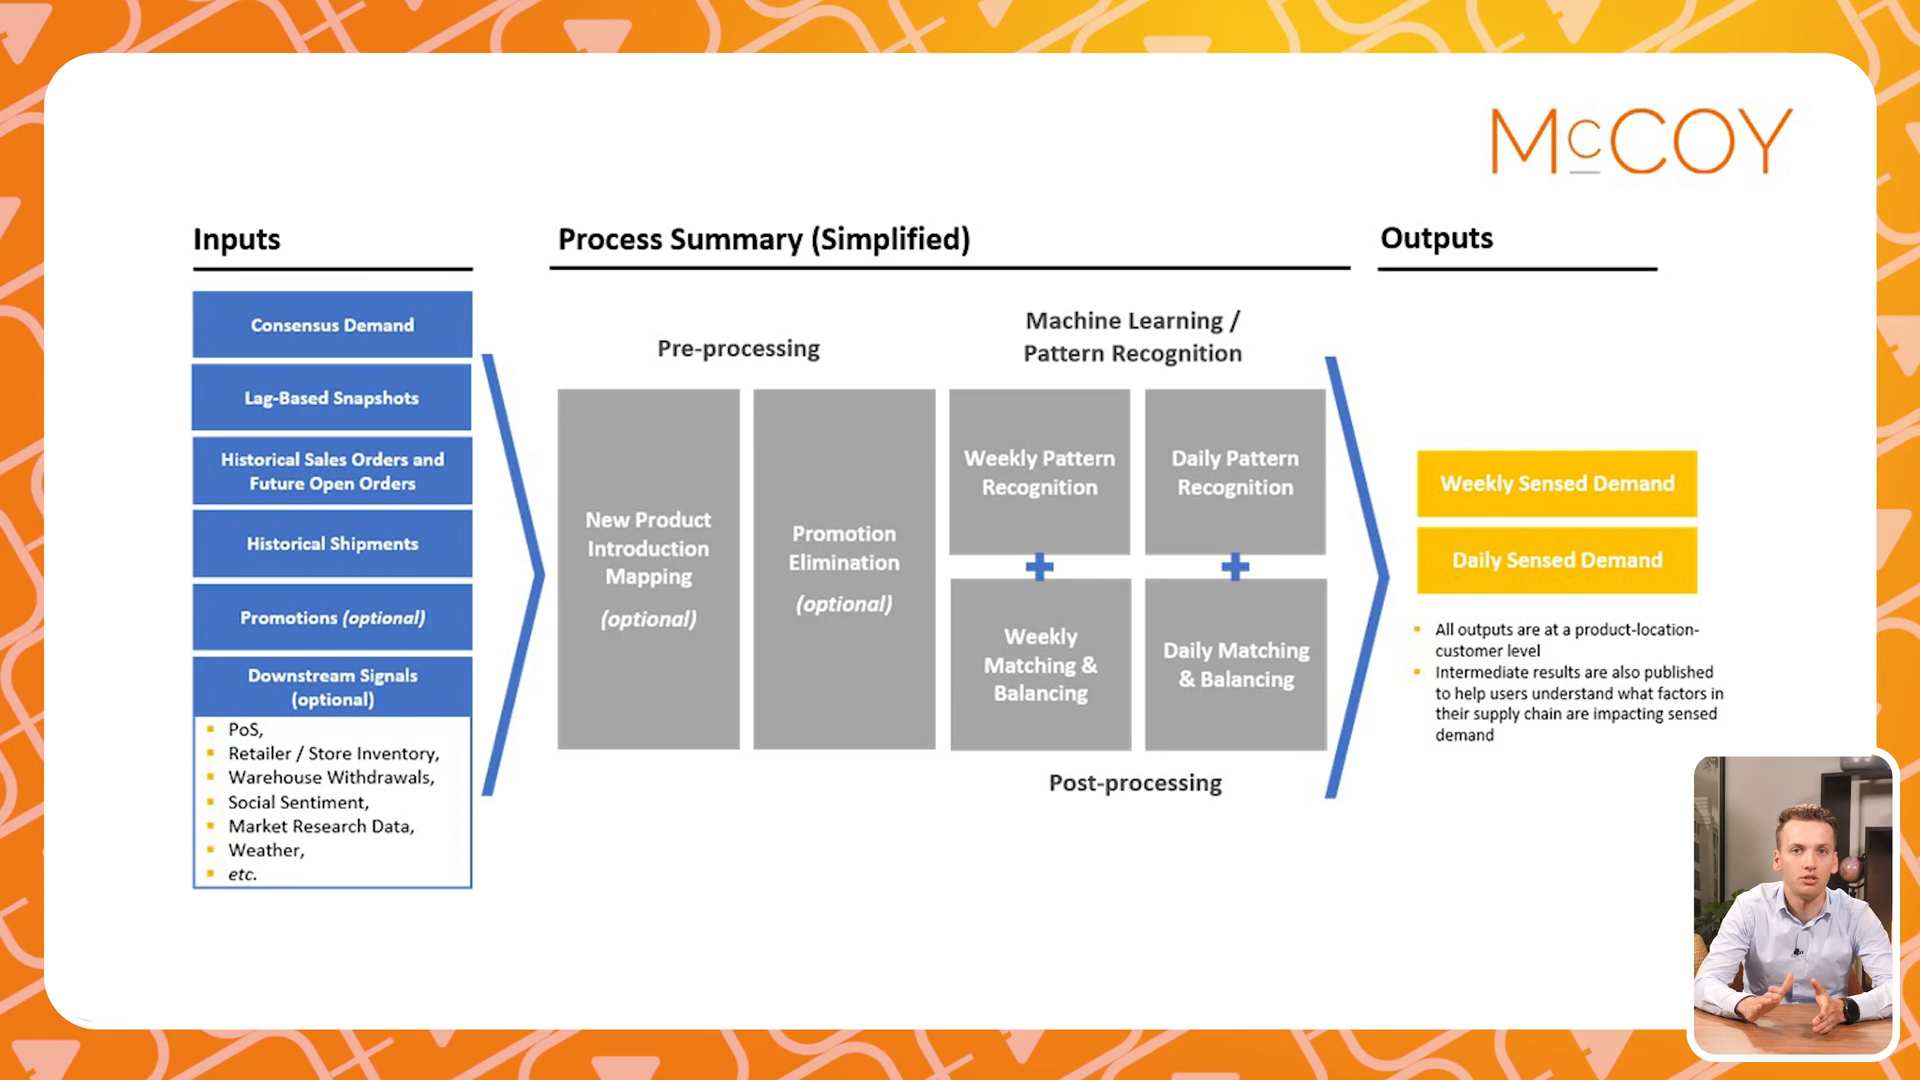 McCOY
Inputs
Process Summary (Simplified)
Outputs
Consensus Demand
Lag-Based Snapshots
Historical Sales Orders and
Future Open Orders
Historical Shipments
Promotions (optional)
Downstream Signals
(optional)
PoS,
Retailer / Store Inventory,
Warehouse Withdrawals,
Social Sentiment,
Market Research Data,
Weather,
etc.
Pre-processing
New Product
Introduction
Mapping
(optional)
Promotion
Elimination
(optional)
Machine Learning /
Pattern Recognition
Weekly Pattern
Recognition
Daily Pattern
Recognition
Weekly
Matching &
Balancing
Daily Matching
& Balancing
Post-processing
Weekly Sensed Demand
Daily Sensed Demand
All outputs are at a product-location-
customer level
Intermediate results are also published
to help users understand what factors in
their supply chain are impacting sensed
demand